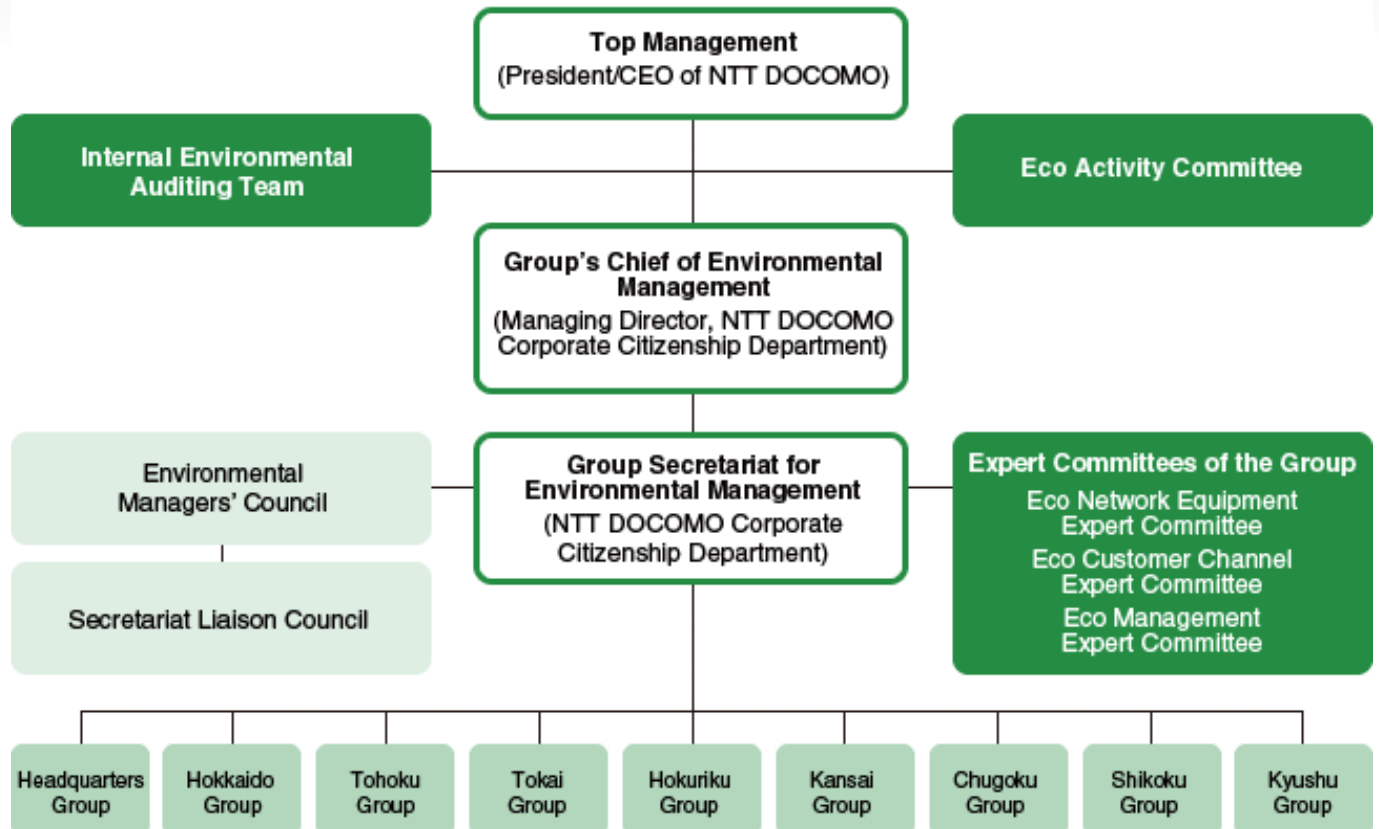 Top Management
(President/CEO of NTT DOCOMO)
Internal Environmental
Auditing Team
Eco Activity Committee
Group's Chief of Environmental
Management
(Managing Director, NTT DOCOMO
Corporate Citizenship Department)
Environmental
Managers' Council
Group Secretariat for
Environmental Management
(NTT DOCOMO Corporate
Citizenship Department)
Expert Committees of the Group
Eco Network Equipment
Expert Committee
Eco Customer Channel
Expert Committee
Eco Management
Expert Committee
Secretariat Liaison Council
Headquarters
Group
Hokkaido
Group
Tohoku
Group
Tokai
Group
Hokuriku
Group
Kansai
Group
Chugoku
Group
Shikoku
Group
Kyushu
Group